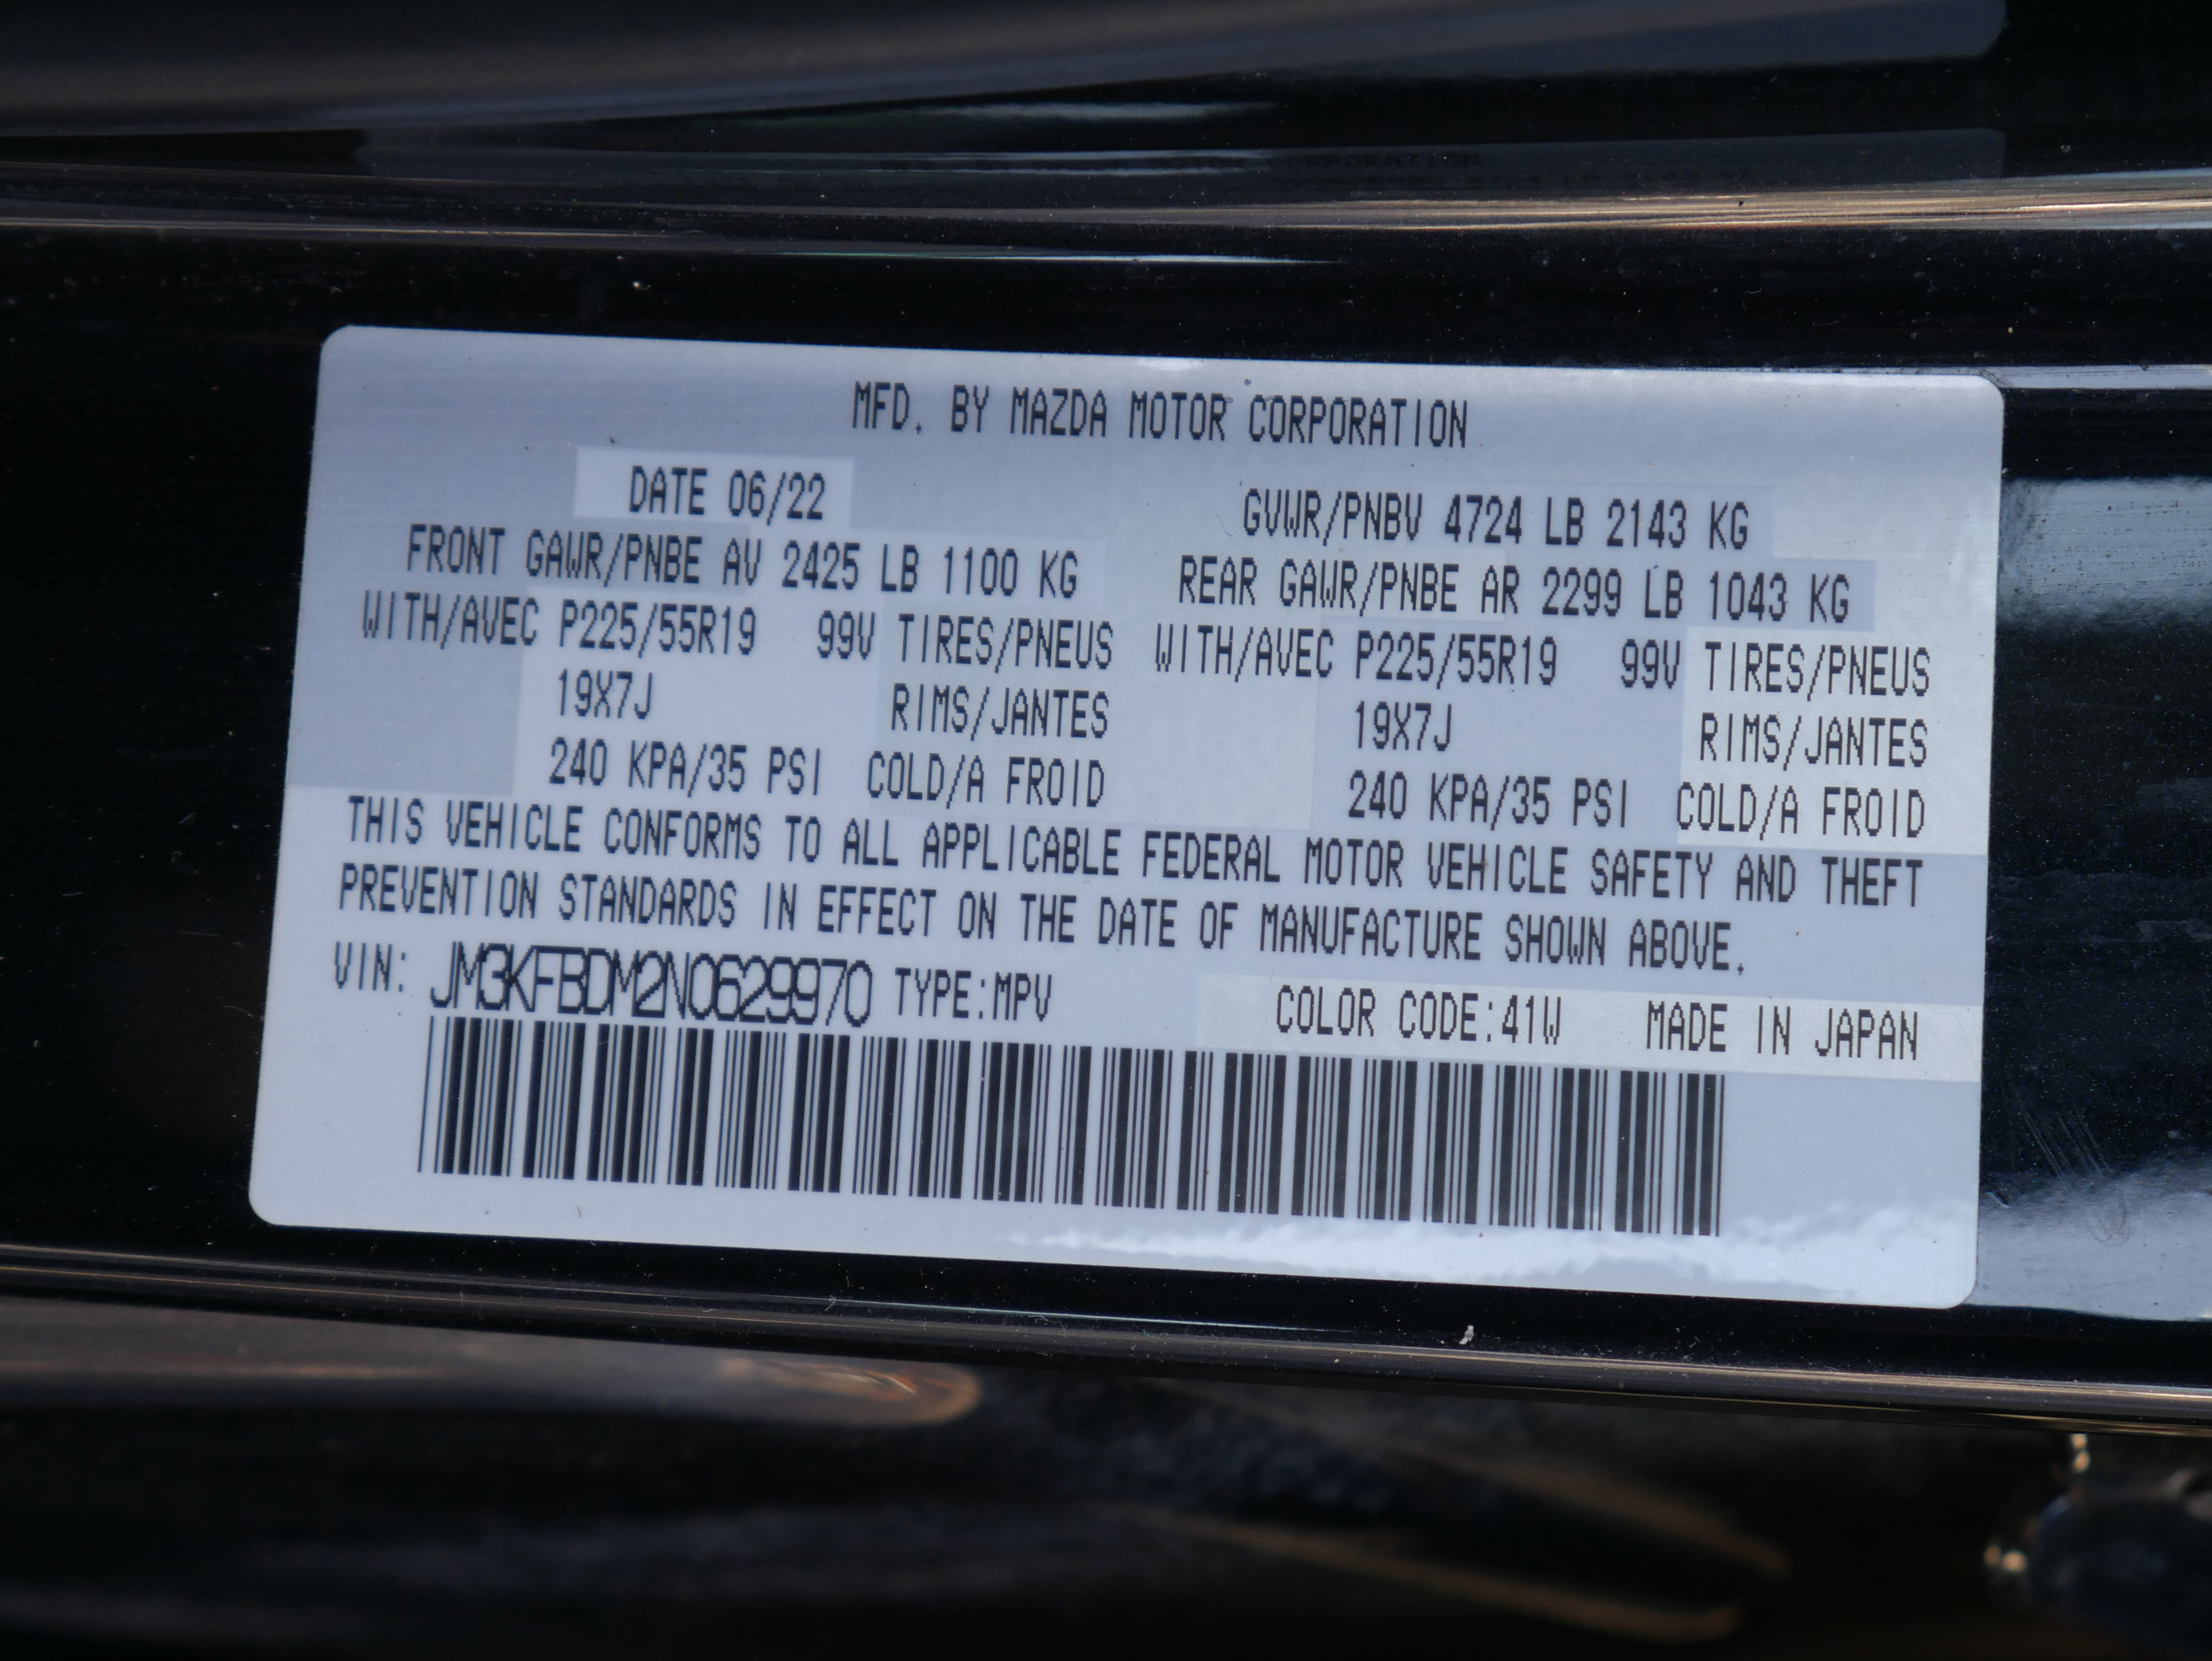 MFD. BY MAZDA MOTOR CORPORATION
DATE 06/22 GVWR/PNBV 4724 LB 2143 KG
FRONT GAWR/PNBE AV 2425 LB 1100 KG REAR GAWR/PNBE AR 2299 LB 1043 KG
WITH/AVEC P225/55R19 99V TIRES/PNEUS WITH/AVEC P225/55R19 99V TIRES/PNEUS
19X7J RIMS/JANTES 19X7J RIMS/JANTES
240 KPA/35 PSI COLD/A FROID 240 KPA/35 PSI COLD/A FROID
THIS VEHICLE CONFORMS TO ALL APPLICABLE FEDERAL MOTOR VEHICLE SAFETY AND THEFT
PREVENTION STANDARDS IN EFFECT ON THE DATE OF MANUFACTURE SHOWN ABOVE.
VIN: JM3KFBDM2N0629970 TYPE:MPV COLOR CODE:41W MADE IN JAPAN